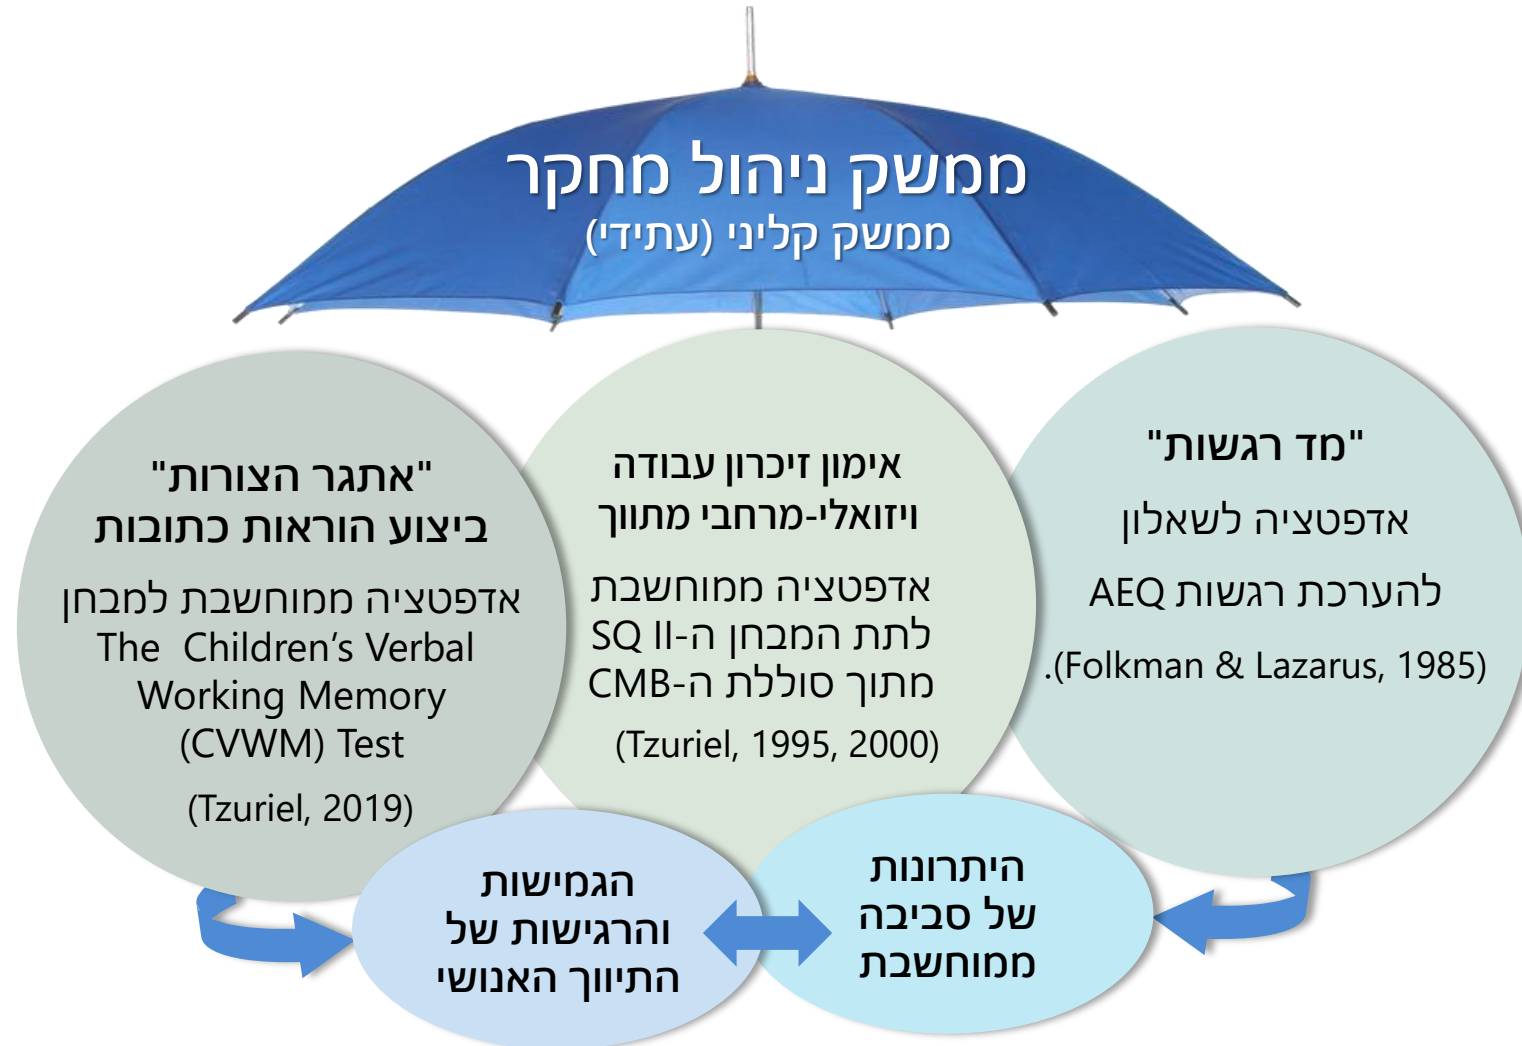 ממשק ניהול מחקר
ממשק קליני (עתידי)
"מד רגשות"
אדפטציה לשאלון
להערכת רגשות AEQ
(Folkman & Lazarus, 1985).
אימון זיכרון עבודה
ויזואלי-מרחבי מתווך
אדפטציה ממוחשבת
לתת המבחן ה-SQ II
מתוך סוללת ה-CMB
(Tzuriel, 1995, 2000)
"אתגר הצורות"
ביצוע הוראות כתובות
אדפטציה ממוחשבת למבחן
The Children's Verbal
Working Memory
(CVWM) Test
(Tzuriel, 2019)
היתרונות
של סביבה
ממוחשבת
הגמישות
והרגישות של
התיווך האנושי